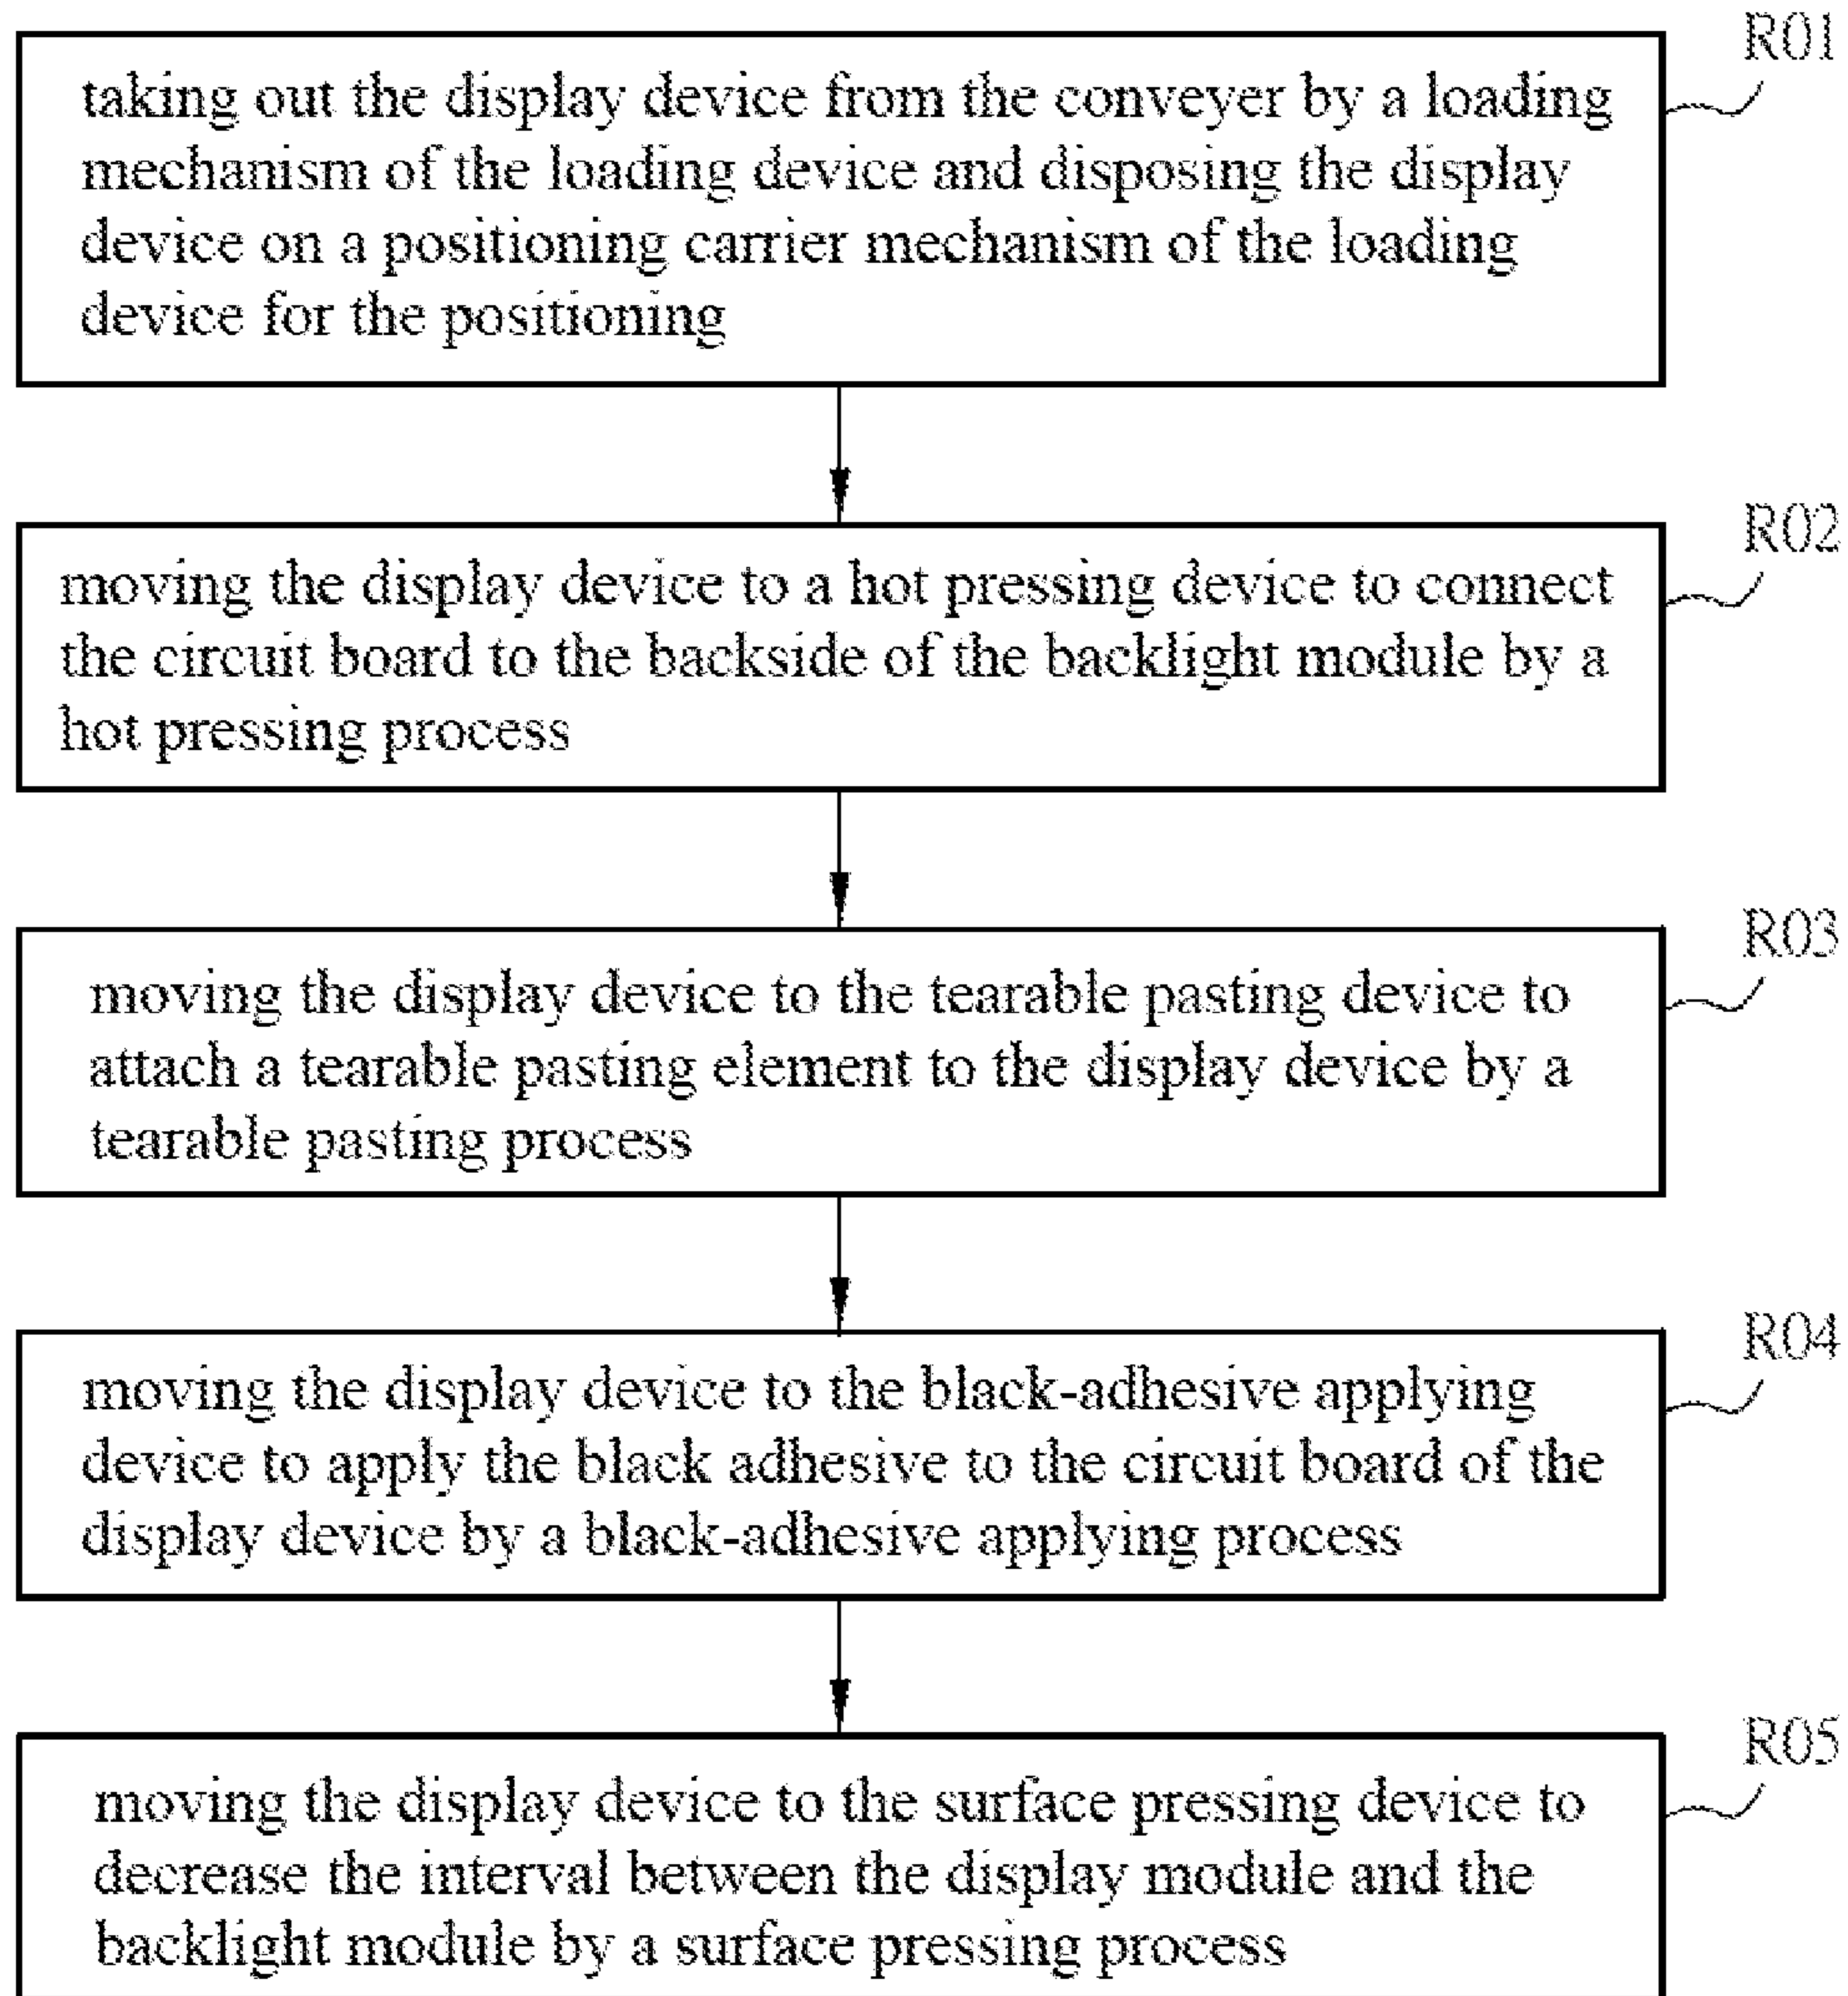 R01
taking out the display device from the conveyer by a loading
mechanism of the loading device and disposing the display
device on a positioning carrier mechanism of the loading
device for the positioning
R02
moving the display device to a hot pressing device to connect
the circuit board to the backside of the backlight module by a
hot pressing process
R03
moving the display device to the tearable pasting device to
attach a tearable pasting element to the display device by a
tearable pasting process
R04
moving the display device to the black-adhesive applying
device to apply the black adhesive to the circuit board of the
display device by a black-adhesive applying process
R05
moving the display device to the surface pressing device to
decrease the interval between the display module and the
backlight module by a surface pressing process